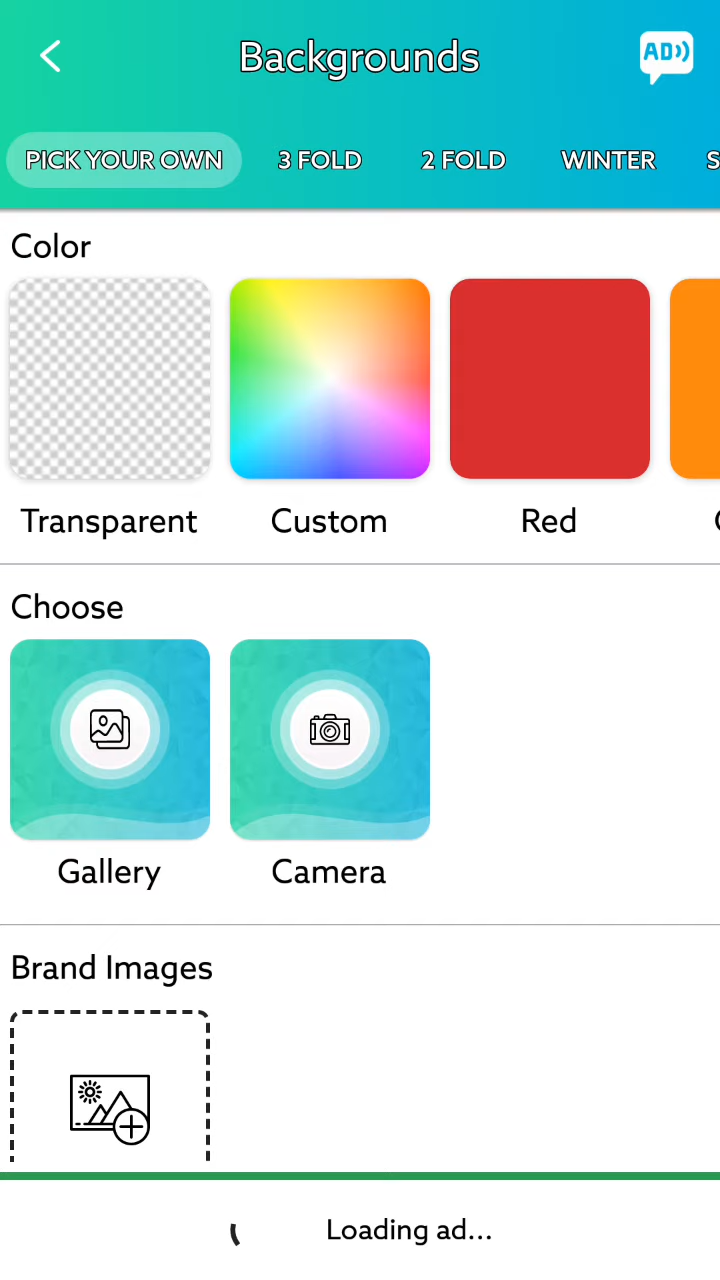 Backgrounds
AD
PICK YOUR OWN 3 FOLD 2 FOLD WINTER S
Color
Transparent Custom Red
Choose
Gallery Camera
Brand Images
Loading ad...